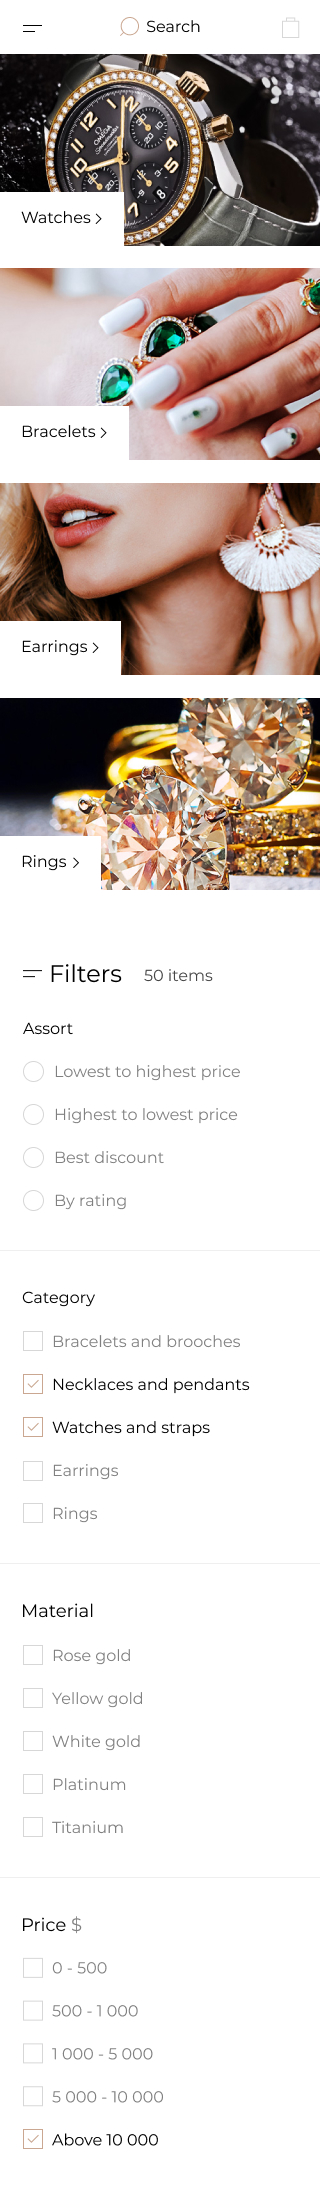 Search
OMEGA
Watches
Bracelets
Earrings
Rings
Filters 50 items
Assort
Lowest to highest price
Highest to lowest price
Best discount
By rating
Category
Bracelets and brooches
Necklaces and pendants
Watches and straps
Earrings
Rings
Material
Rose gold
Yellow gold
White gold
Platinum
Titanium
Price $
0 - 500
500 - 1 000
1 000 - 5 000
5 000 - 10 000
Above 10 000